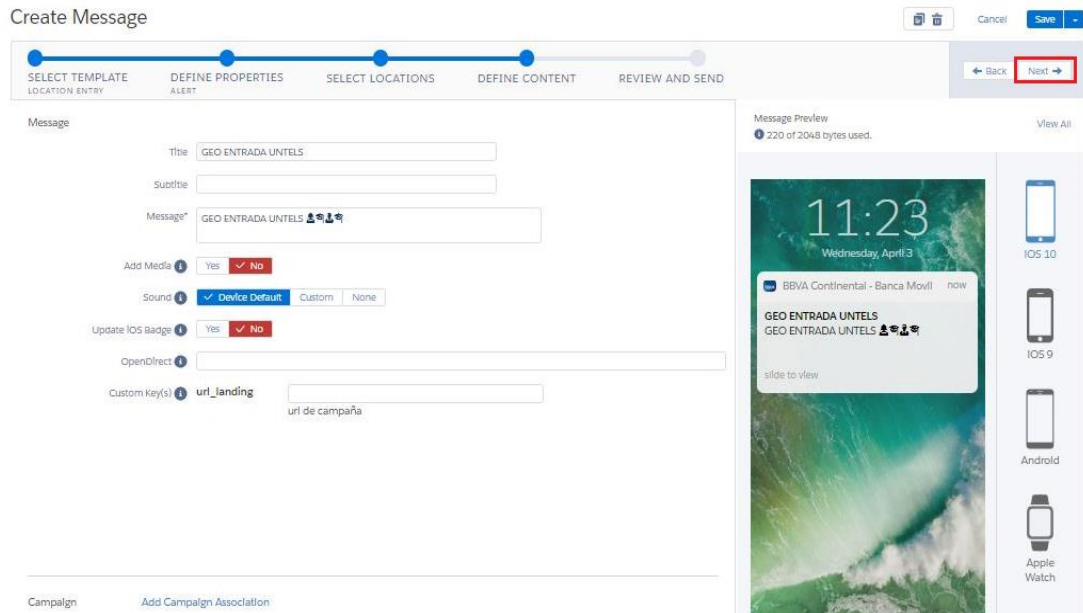 Create Message
Cancel
Save
SELECT TEMPLATE
LOCATION ENTRY
DEFINE PROPERTIES
ALERT
SELECT LOCATIONS
DEFINE CONTENT
REVIEW AND SEND
Back
Next
Message
Title
GEO ENTRADA UNTELS
Subtitle
Message*
GEO ENTRADA UNTELS
Add Media
Yes
No
Sound
Device Default
Custom
None
Update iOS Badge
Yes
No
OpenDirect
Custom Key(s)
url_landing
url de campaña
Campaign
Add Campaign Association
Message Preview
220 of 2048 bytes used.
View All
11:23
Wednesday, April 3
BBVA Continental - Banca Movil
now
GEO ENTRADA UNTELS
GEO ENTRADA UNTELS
slide to view
IOS 10
IOS 9
Android
Apple
Watch